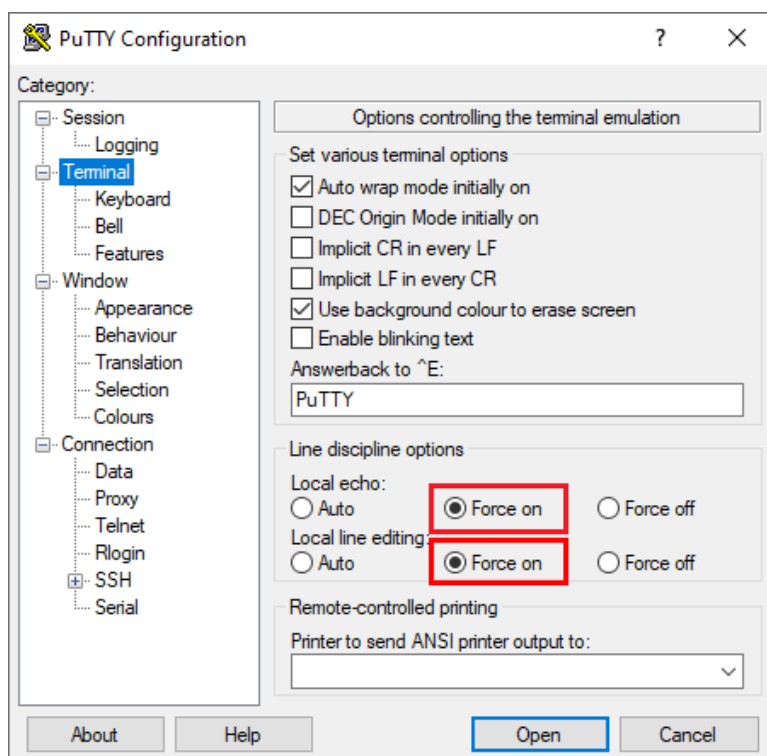 PuTTY Configuration
?
Category:
Session
Logging
Terminal
Keyboard
Bell
Features
Window
Appearance
Behaviour
Translation
Selection
Colours
Connection
Data
Proxy
Telnet
Rlogin
SSH
Serial
Options controlling the terminal emulation
Set various terminal options
Auto wrap mode initially on
DEC Origin Mode initially on
Implicit CR in every LF
Implicit LF in every CR
Use background colour to erase screen
Enable blinking text
Answerback to ^E:
PuTTY
Line discipline options
Local echo:
Auto Force on Force off
Local line editing:
Auto Force on Force off
Remote-controlled printing
Printer to send ANSI printer output to:
About Help Open Cancel